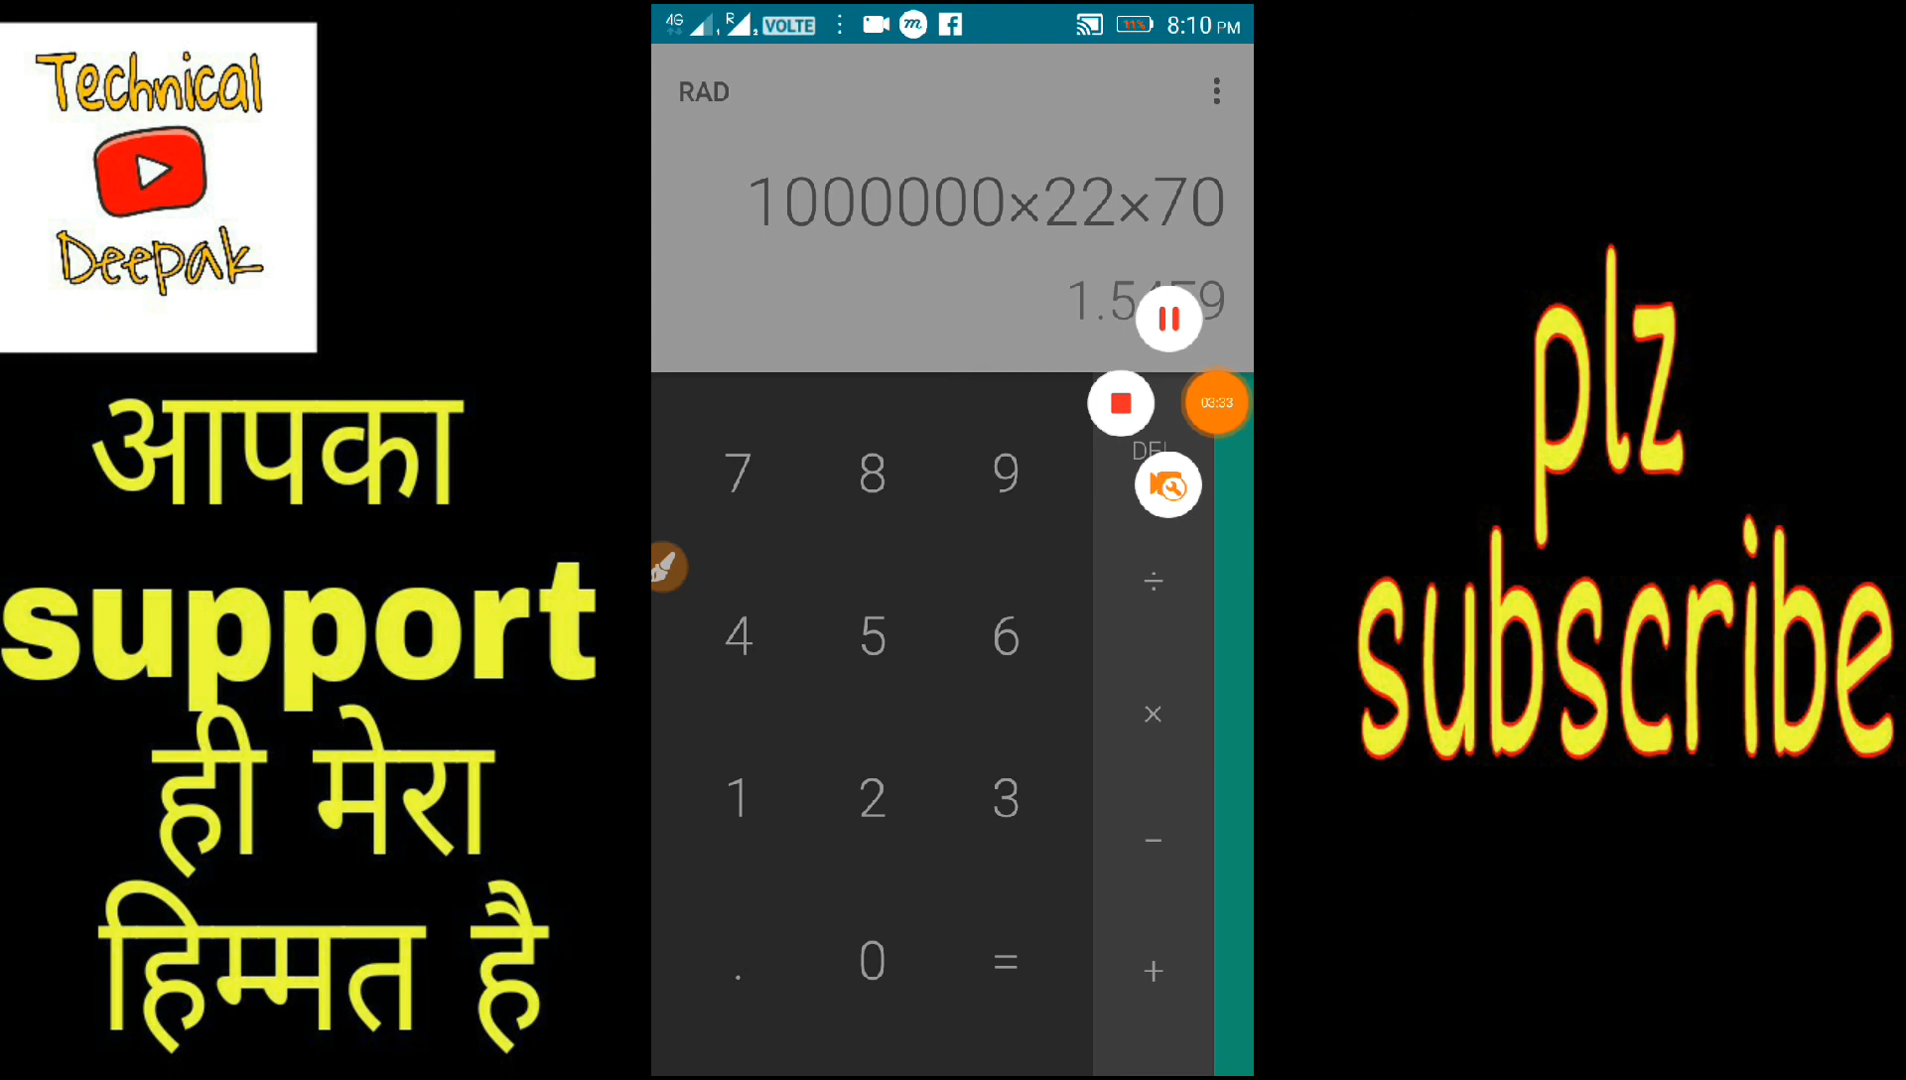 Technical
Deepak
आपका
support
ही मेरा
हिम्मत है
4G R VOLTE m f 11% 8:10 PM
RAD
1000000×22×70
03:33
7 8 9
÷
4 5 6
×
1 2 3
−
. 0 =
+
plz
subscribe